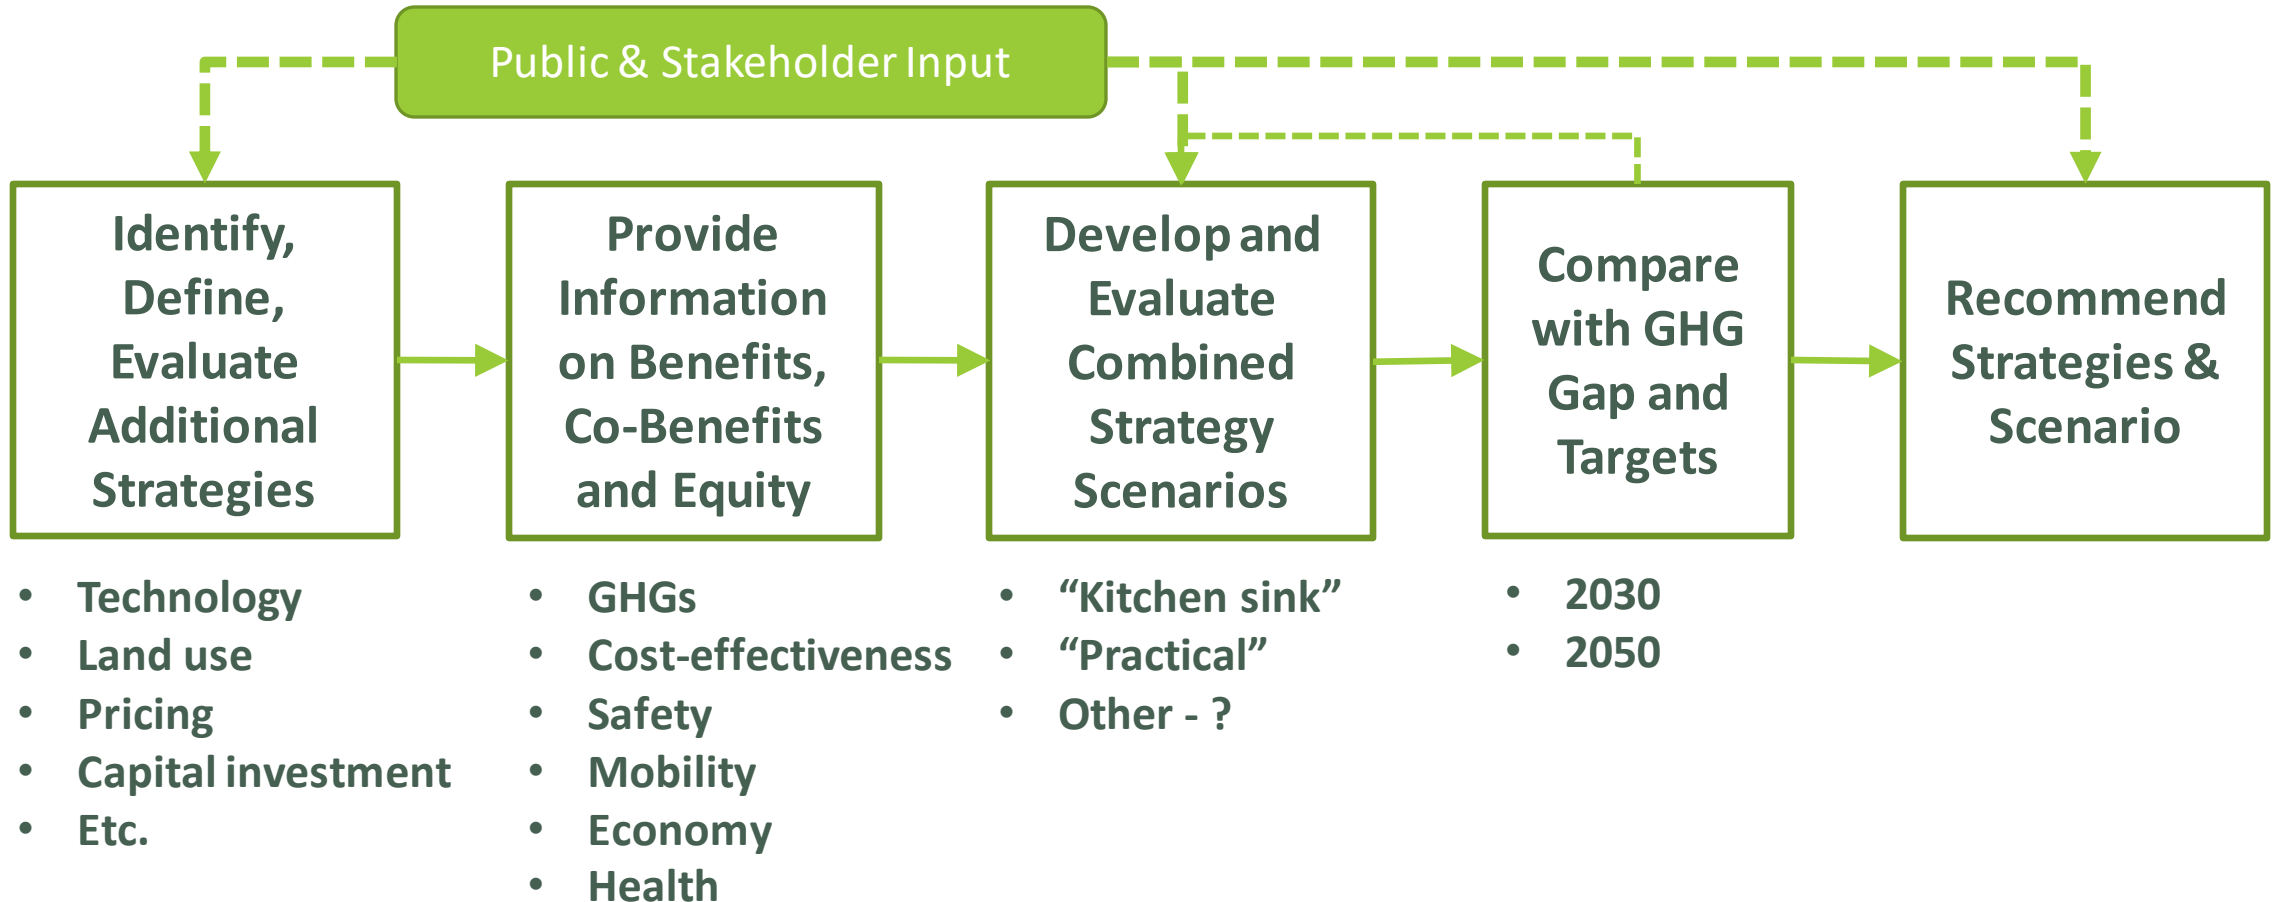 Public & Stakeholder Input
Identify,
Define,
Evaluate
Additional
Strategies
Provide
Information
on Benefits,
Co-Benefits
and Equity
Develop and
Evaluate
Combined
Strategy
Scenarios
Compare
with GHG
Gap and
Targets
Recommend
Strategies &
Scenario
• Technology
• Land use
• Pricing
• Capital investment
• Etc.
• GHGs
• Cost-effectiveness
• Safety
• Mobility
• Economy
• Health
• “Kitchen sink”
• “Practical”
• Other - ?
• 2030
• 2050